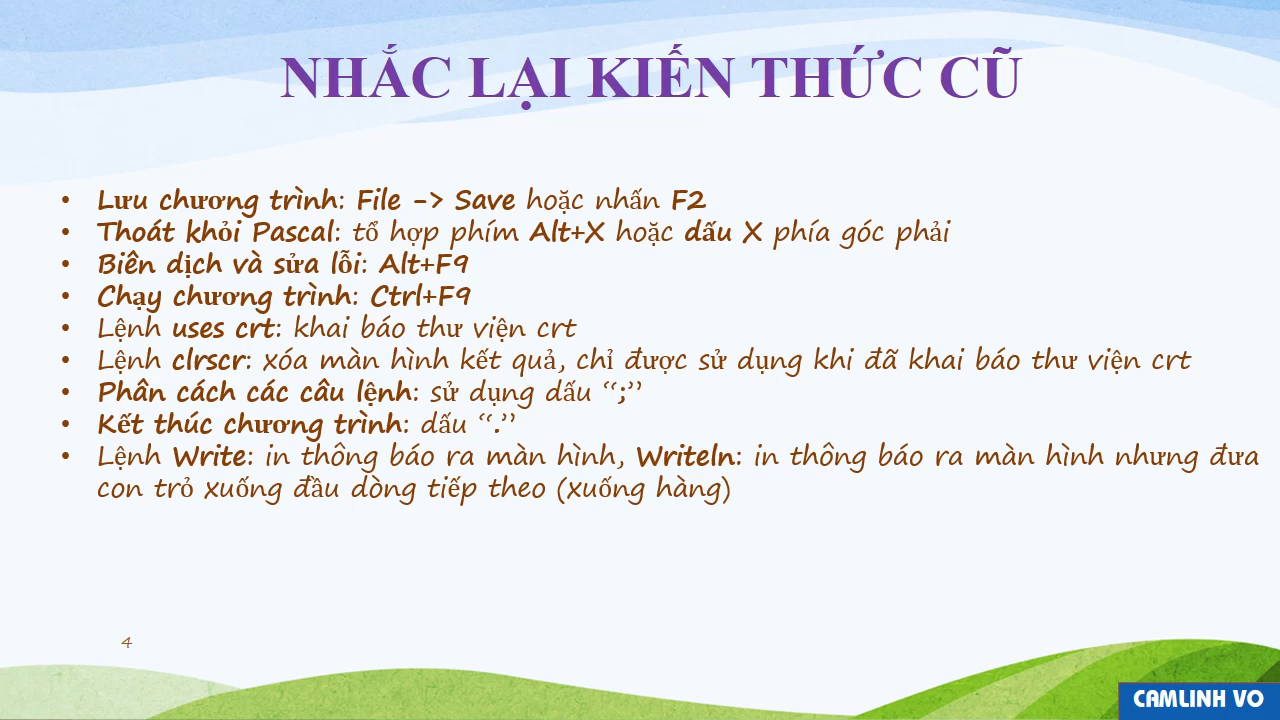 NHẮC LẠI KIẾN THỨC CŨ
• Lưu chương trình: File -> Save hoặc nhấn F2
• Thoát khỏi Pascal: tổ hợp phím Alt+X hoặc dấu X phía góc phải
• Biên dịch và sửa lỗi: Alt+F9
• Chạy chương trình: Ctrl+F9
• Lệnh uses crt: khai báo thư viện crt
• Lệnh clrscr: xóa màn hình kết quả, chỉ được sử dụng khi đã khai báo thư viện crt
• Phân cách các câu lệnh: sử dụng dấu “;”
• Kết thúc chương trình: dấu “.”
• Lệnh Write: in thông báo ra màn hình, Writeln: in thông báo ra màn hình nhưng đưa
con trỏ xuống đầu dòng tiếp theo (xuống hàng)
4
CAMLINH VO